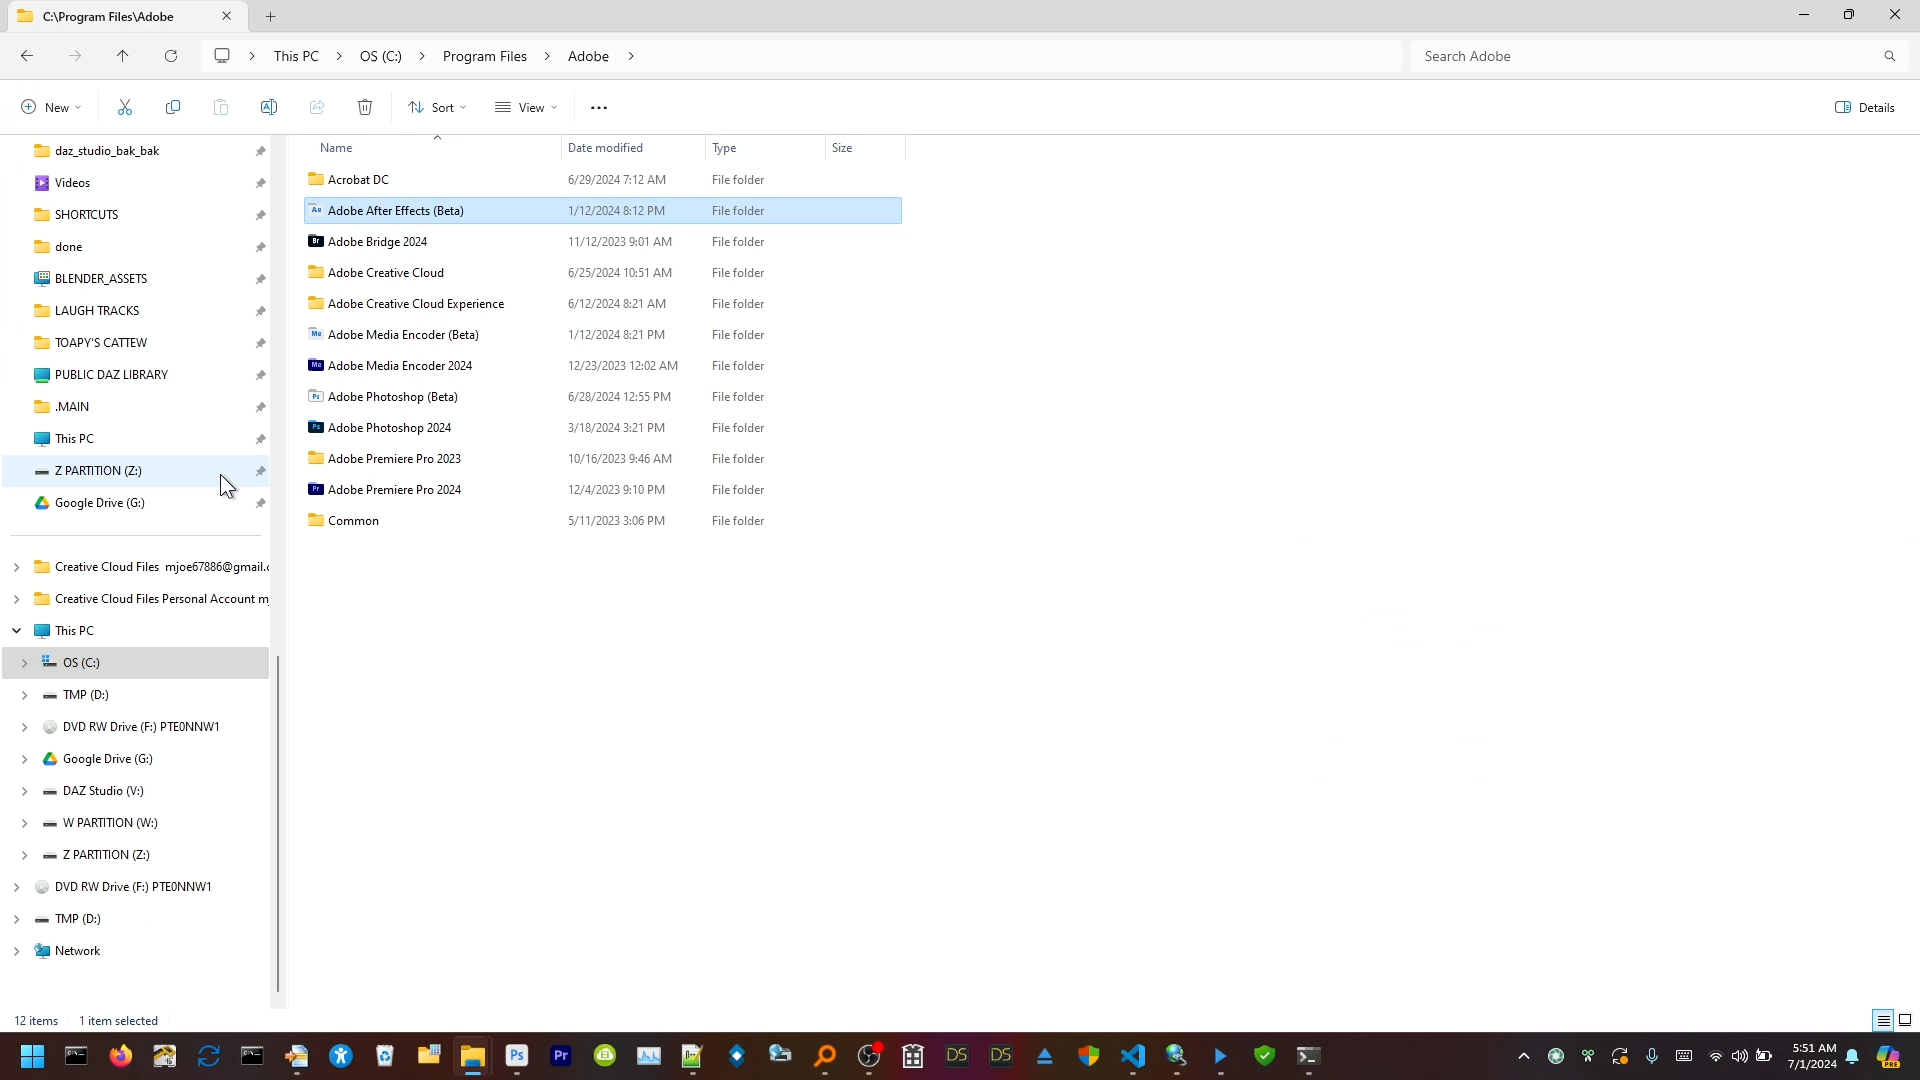 C:\Program Files\Adobe
This PC > OS (C:) > Program Files > Adobe >
Search Adobe
New
Sort
View
Details
daz_studio_bak_bak
Videos
SHORTCUTS
done
BLENDER_ASSETS
LAUGH TRACKS
TOAPY'S CATTEW
PUBLIC DAZ LIBRARY
.MAIN
This PC
Z PARTITION (Z:)
Google Drive (G:)
Creative Cloud Files mjoe67886@gmail.c
Creative Cloud Files Personal Account m
This PC
OS (C:)
TMP (D:)
DVD RW Drive (F:) PTE0NNW1
Google Drive (G:)
DAZ Studio (V:)
W PARTITION (W:)
Z PARTITION (Z:)
DVD RW Drive (F:) PTE0NNW1
TMP (D:)
Network
Name Date modified Type Size
Acrobat DC 6/29/2024 7:12 AM File folder
Adobe After Effects (Beta) 1/12/2024 8:12 PM File folder
Adobe Bridge 2024 11/12/2023 9:01 AM File folder
Adobe Creative Cloud 6/25/2024 10:51 AM File folder
Adobe Creative Cloud Experience 6/12/2024 8:21 AM File folder
Adobe Media Encoder (Beta) 1/12/2024 8:21 PM File folder
Adobe Media Encoder 2024 12/23/2023 12:02 AM File folder
Adobe Photoshop (Beta) 6/28/2024 12:55 PM File folder
Adobe Photoshop 2024 3/18/2024 3:21 PM File folder
Adobe Premiere Pro 2023 10/16/2023 9:46 AM File folder
Adobe Premiere Pro 2024 12/4/2023 9:10 PM File folder
Common 5/11/2023 3:06 PM File folder
12 items 1 item selected
Ps Pr DS DS
5:51 AM
7/1/2024